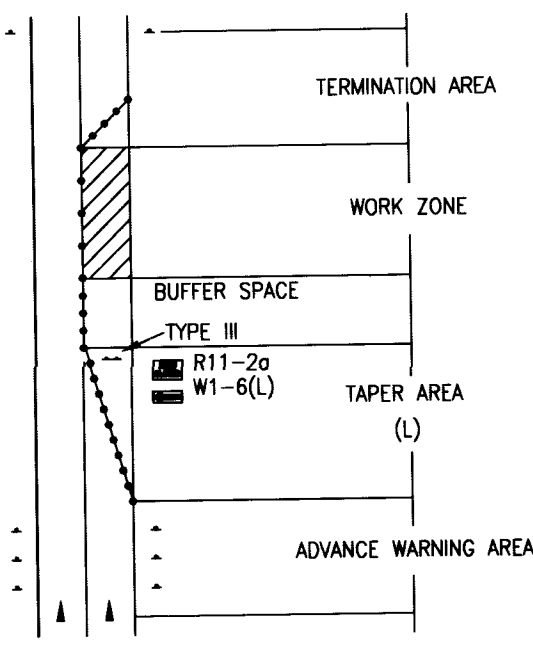 TERMINATION AREA
WORK ZONE
BUFFER SPACE
TYPE III
R11-2a
W1-6(L)
TAPER AREA
(L)
ADVANCE WARNING AREA